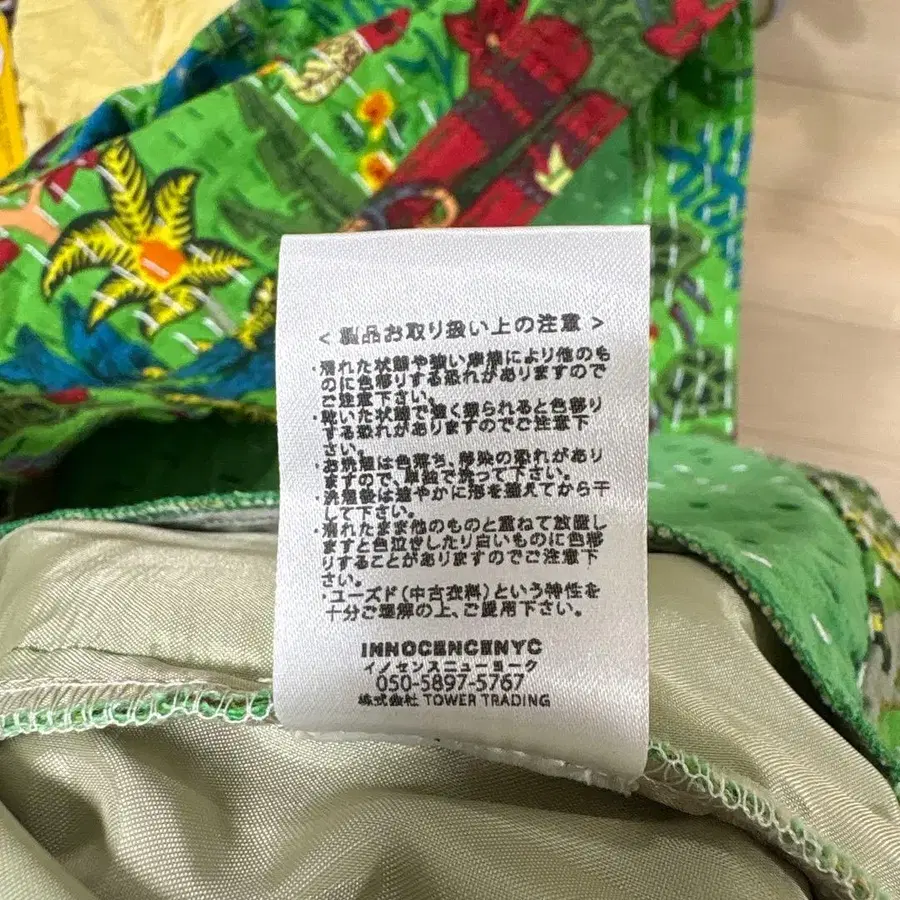 < 製品お取り扱い上の注意 >
・濡れた状態や強い摩擦により他のも
のに色移りする恐れがありますので
ご注意下さい。
・乾いた状態で強く擦られると色移り
する恐れがありますのでご注意下
さい。
・お洗濯は色落ち、移染の恐れがあり
ますので、単独で洗って下さい。
・洗濯後は速やかに形を整えてから干
して下さい。
・濡れたまま他のものと重ねて放置し
ますと色泣きしたり白いものに色移
りすることがありますのでご注意下
さい。
・ユーズド(中古衣料)という特性を
十分ご理解の上、ご愛用下さい。
INNOCENCENYC
イノセンスニューヨーク
050-5897-5767
株式会社 TOWER TRADING